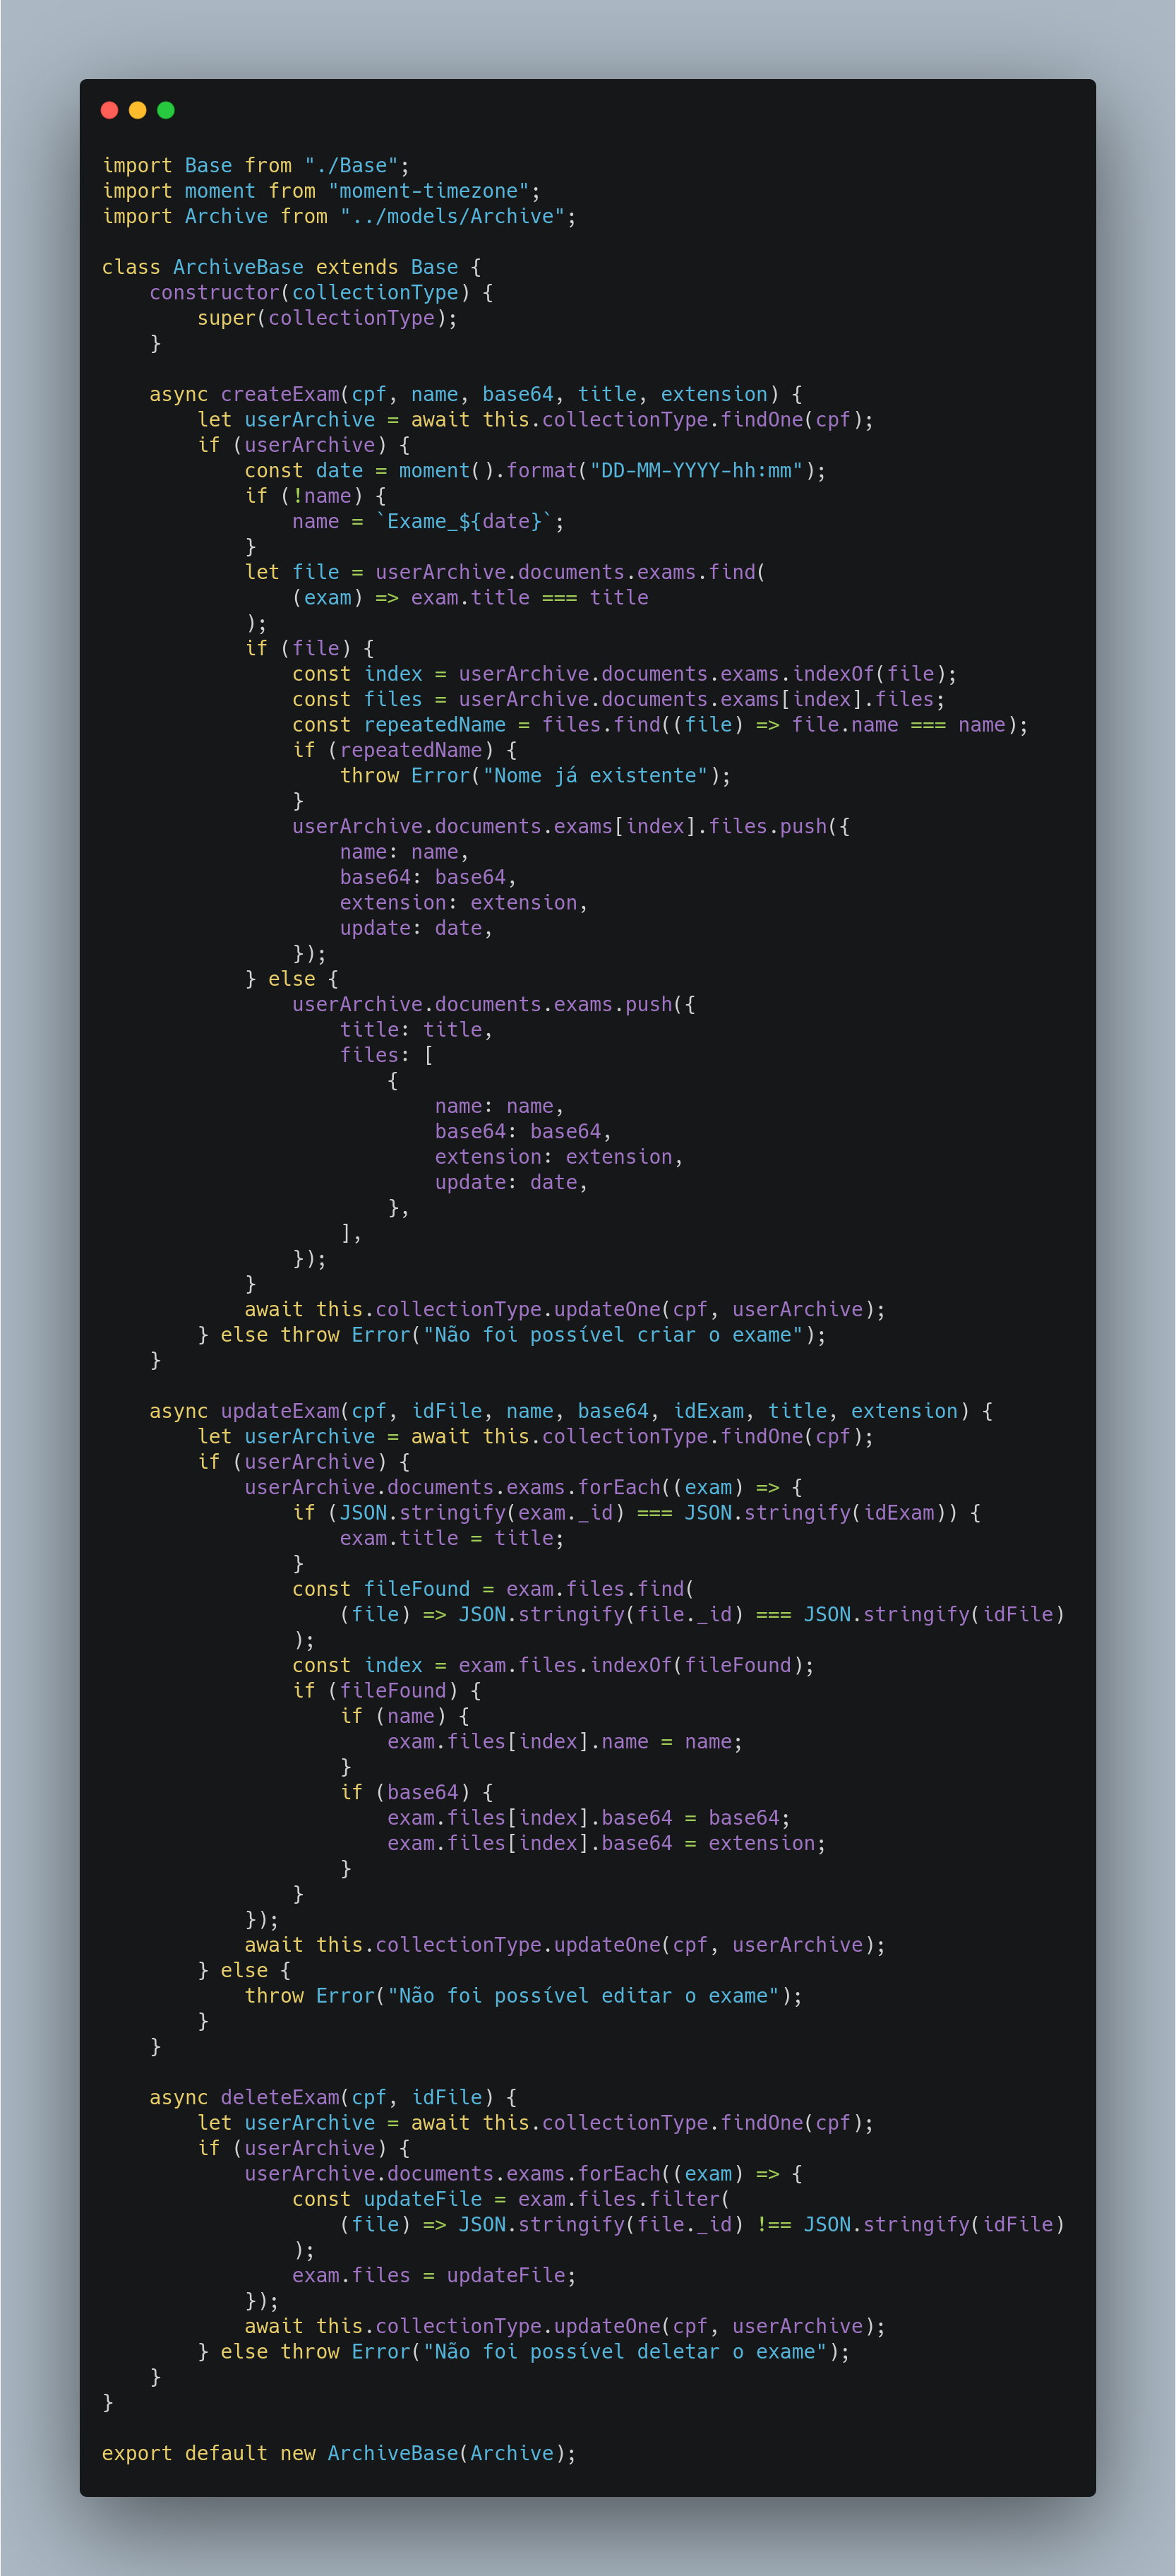 import Base from "./Base";
import moment from "moment-timezone";
import Archive from "../models/Archive";

class ArchiveBase extends Base {
    constructor(collectionType) {
        super(collectionType);
    }

    async createExam(cpf, name, base64, title, extension) {
        let userArchive = await this.collectionType.findOne(cpf);
        if (userArchive) {
            const date = moment().format("DD-MM-YYYY-hh:mm");
            if (!name) {
                name = `Exame_${date}`;
            }
            let file = userArchive.documents.exams.find(
                (exam) => exam.title === title
            );
            if (file) {
                const index = userArchive.documents.exams.indexOf(file);
                const files = userArchive.documents.exams[index].files;
                const repeatedName = files.find((file) => file.name === name);
                if (repeatedName) {
                    throw Error("Nome já existente");
                }
                userArchive.documents.exams[index].files.push({
                    name: name,
                    base64: base64,
                    extension: extension,
                    update: date,
                });
            } else {
                userArchive.documents.exams.push({
                    title: title,
                    files: [
                        {
                            name: name,
                            base64: base64,
                            extension: extension,
                            update: date,
                        },
                    ],
                });
            }
            await this.collectionType.updateOne(cpf, userArchive);
        } else throw Error("Não foi possível criar o exame");
    }

    async updateExam(cpf, idFile, name, base64, idExam, title, extension) {
        let userArchive = await this.collectionType.findOne(cpf);
        if (userArchive) {
            userArchive.documents.exams.forEach((exam) => {
                if (JSON.stringify(exam._id) === JSON.stringify(idExam)) {
                    exam.title = title;
                }
                const fileFound = exam.files.find(
                    (file) => JSON.stringify(file._id) === JSON.stringify(idFile)
                );
                const index = exam.files.indexOf(fileFound);
                if (fileFound) {
                    if (name) {
                        exam.files[index].name = name;
                    }
                    if (base64) {
                        exam.files[index].base64 = base64;
                        exam.files[index].base64 = extension;
                    }
                }
            });
            await this.collectionType.updateOne(cpf, userArchive);
        } else {
            throw Error("Não foi possível editar o exame");
        }
    }

    async deleteExam(cpf, idFile) {
        let userArchive = await this.collectionType.findOne(cpf);
        if (userArchive) {
            userArchive.documents.exams.forEach((exam) => {
                const updateFile = exam.files.filter(
                    (file) => JSON.stringify(file._id) !== JSON.stringify(idFile)
                );
                exam.files = updateFile;
            });
            await this.collectionType.updateOne(cpf, userArchive);
        } else throw Error("Não foi possível deletar o exame");
    }
}

export default new ArchiveBase(Archive);